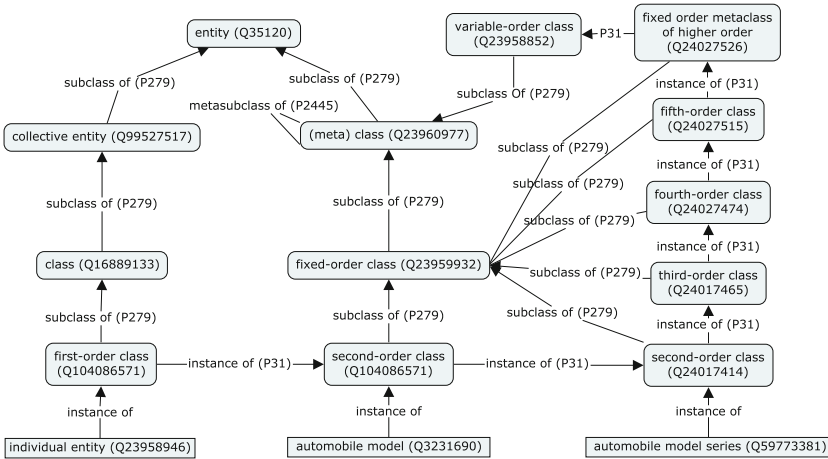 entity (Q35120)
variable-order class
(Q23958852)
P31
fixed order metaclass
of higher order
(Q24027526)
subclass of (P279)
subclass of (P279)
subclass Of (P279)
instance of (P31)
metasubclass of (P2445)
collective entity (Q99527517)
(meta) class (Q23960977)
fifth-order class
(Q24027515)
subclass of (P279)
instance of (P31)
subclass of (P279)
fourth-order class
(Q24027474)
subclass of (P279)
subclass of (P279)
subclass of (P279)
instance of (P31)
class (Q16889133)
fixed-order class (Q23959932)
subclass of (P279)
third-order class
(Q24017465)
subclass of (P279)
subclass of (P279)
subclass of (P279)
instance of (P31)
first-order class
(Q104086571)
instance of (P31)
second-order class
(Q104086571)
instance of (P31)
second-order class
(Q24017414)
instance of
instance of
instance of
individual entity (Q23958946)
automobile model (Q3231690)
automobile model series (Q59773381)